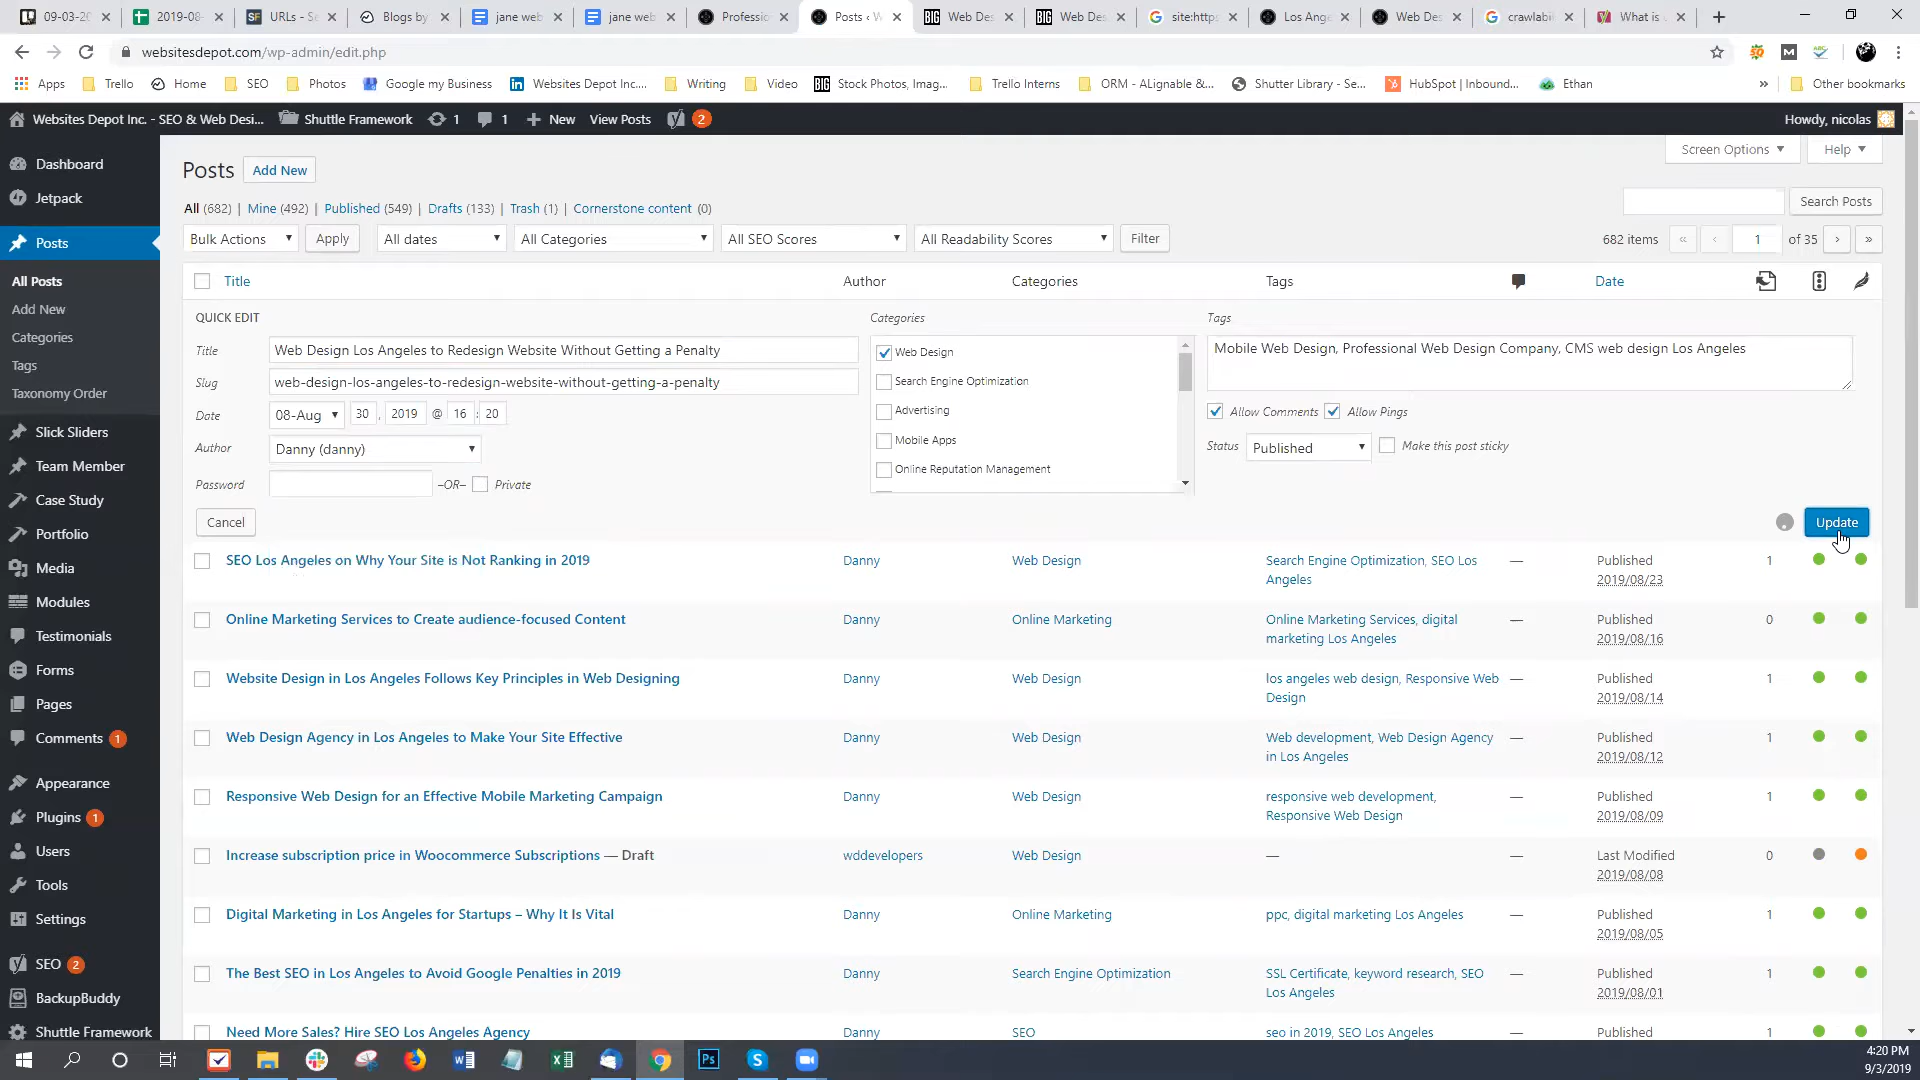 09-03-20
2019-08-
URLs - Se
Blogs by
jane web
jane web
Profession
Posts ‹ W
Web Des
Web Des
site:https
Los Ange
Web Des
crawlabil
What is
websitesdepot.com/wp-admin/edit.php
Apps
Trello
Home
SEO
Photos
Google my Business
Websites Depot Inc....
Writing
Video
Stock Photos, Imag...
Trello Interns
ORM - ALignable &...
Shutter Library - Se...
HubSpot | Inbound...
Ethan
»
Other bookmarks
Websites Depot Inc. - SEO & Web Desi...
Shuttle Framework
1
1
New
View Posts
2
Howdy, nicolas
Dashboard
Jetpack
Posts
All Posts
Add New
Categories
Tags
Taxonomy Order
Slick Sliders
Team Member
Case Study
Portfolio
Media
Modules
Testimonials
Forms
Pages
Comments 1
Appearance
Plugins 1
Users
Tools
Settings
SEO 2
BackupBuddy
Shuttle Framework
Posts Add New
Screen Options
Help
All (682) | Mine (492) | Published (549) | Drafts (133) | Trash (1) | Cornerstone content (0)
Search Posts
Bulk Actions Apply All dates All Categories All SEO Scores All Readability Scores Filter
682 items « ‹ 1 of 35 › »
Title Author Categories Tags Date
QUICK EDIT
Title Web Design Los Angeles to Redesign Website Without Getting a Penalty
Slug web-design-los-angeles-to-redesign-website-without-getting-a-penalty
Date 08-Aug 30 , 2019 @ 16 : 20
Author Danny (danny)
Password –OR– Private
Categories
Web Design
Search Engine Optimization
Advertising
Mobile Apps
Online Reputation Management
Tags
Mobile Web Design, Professional Web Design Company, CMS web design Los Angeles
Allow Comments Allow Pings
Status Published Make this post sticky
Cancel
Update
SEO Los Angeles on Why Your Site is Not Ranking in 2019 Danny Web Design Search Engine Optimization, SEO Los — Published 1
Angeles 2019/08/23
Online Marketing Services to Create audience-focused Content Danny Online Marketing Online Marketing Services, digital — Published 0
marketing Los Angeles 2019/08/16
Website Design in Los Angeles Follows Key Principles in Web Designing Danny Web Design los angeles web design, Responsive Web — Published 1
Design 2019/08/14
Web Design Agency in Los Angeles to Make Your Site Effective Danny Web Design Web development, Web Design Agency — Published 1
in Los Angeles 2019/08/12
Responsive Web Design for an Effective Mobile Marketing Campaign Danny Web Design responsive web development, — Published 1
Responsive Web Design 2019/08/09
Increase subscription price in Woocommerce Subscriptions — Draft wddevelopers Web Design — — Last Modified 0
2019/08/08
Digital Marketing in Los Angeles for Startups – Why It Is Vital Danny Online Marketing ppc, digital marketing Los Angeles — Published 1
2019/08/05
The Best SEO in Los Angeles to Avoid Google Penalties in 2019 Danny Search Engine Optimization SSL Certificate, keyword research, SEO — Published 1
Los Angeles 2019/08/01
Need More Sales? Hire SEO Los Angeles Agency Danny SEO seo in 2019, SEO Los Angeles — Published 1
4:20 PM
9/3/2019